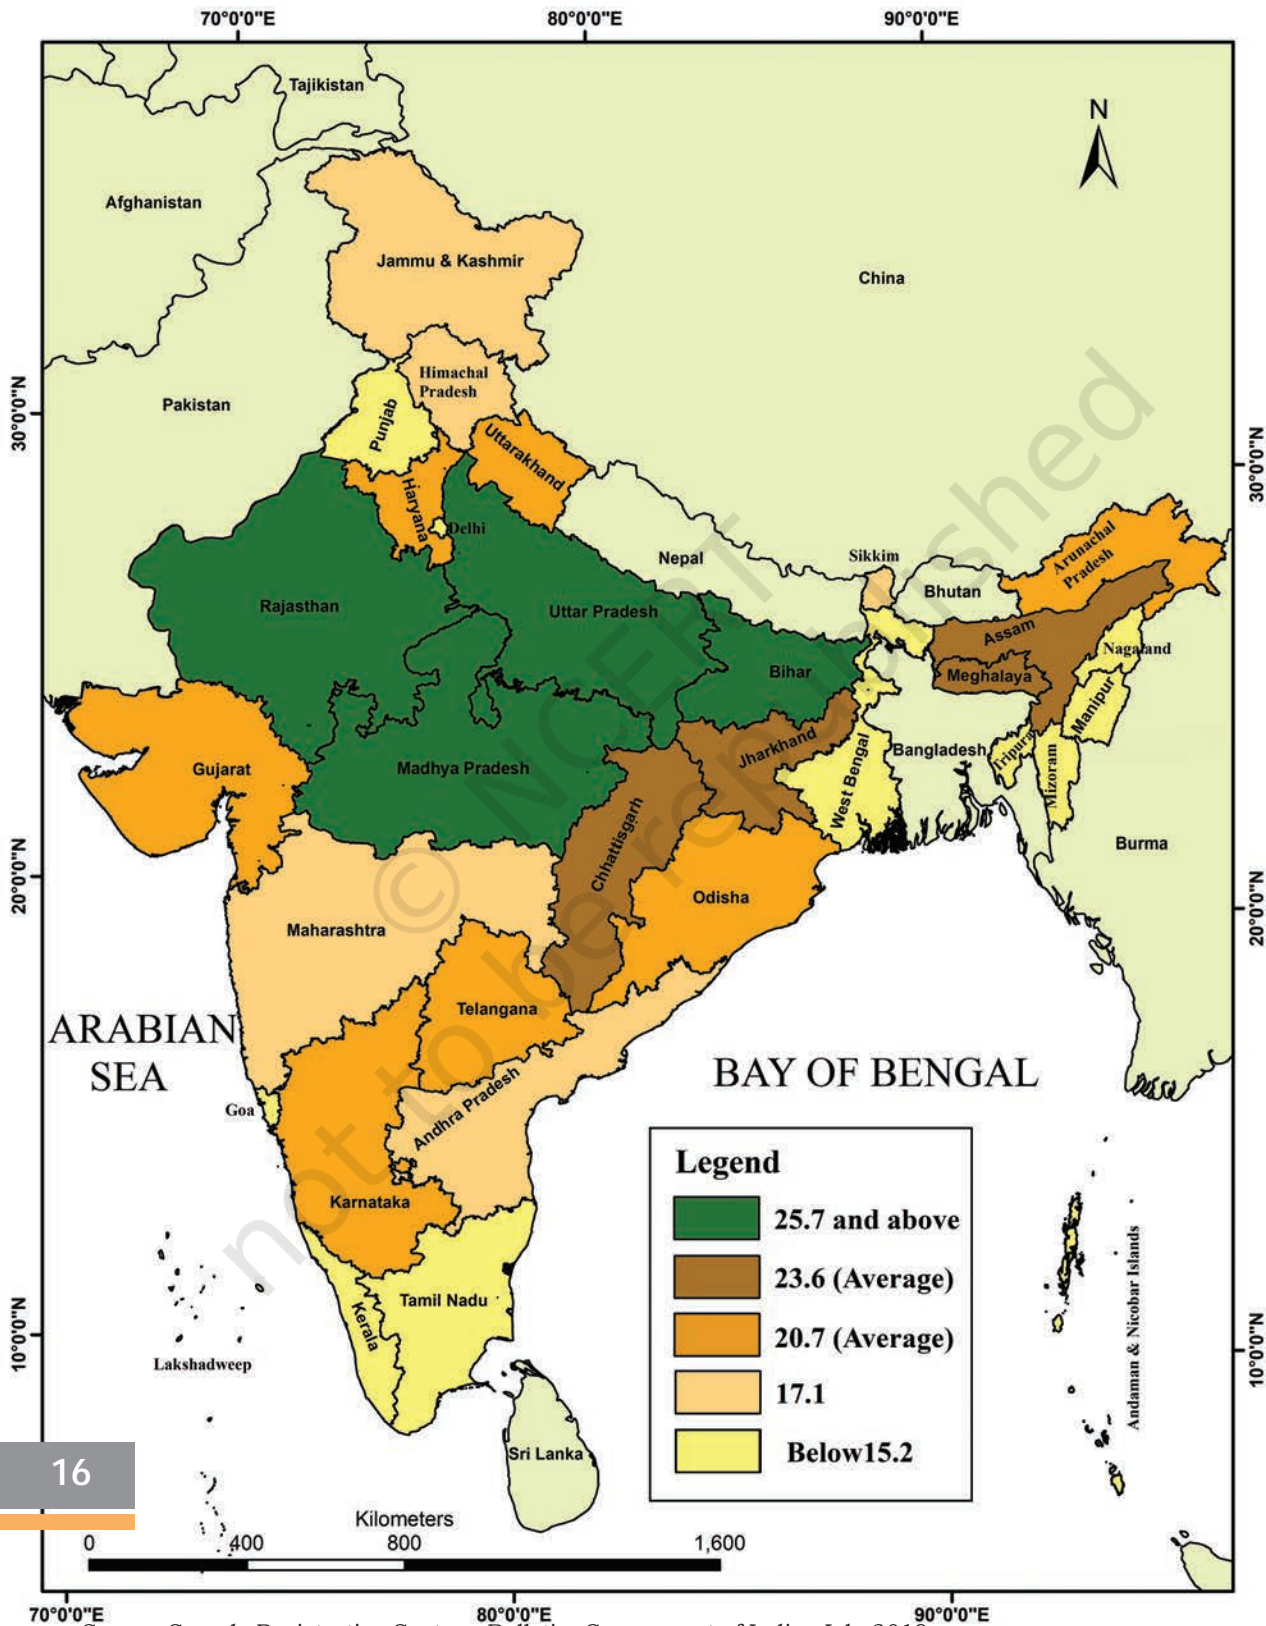 70°0'0"E 80°0'0"E 90°0'0"E
Tajikistan
N
Afghanistan
Jammu & Kashmir
China
Himachal
Pradesh
Pakistan
Punjab
30°0'0"N
30°0'0"N
Uttarakhand
Haryana
Delhi
Nepal
Sikkim
Bhutan
Arunachal
Pradesh
Rajasthan
Uttar Pradesh
Assam
Nagaland
Bihar
Meghalaya
Manipur
Jharkhand
Bangladesh
Tripura
Gujarat
Madhya Pradesh
West Bengal
Mizoram
Chhattisgarh
Burma
20°0'0"N
20°0'0"N
Odisha
Maharashtra
Telangana
ARABIAN
SEA
BAY OF BENGAL
Goa
Andhra Pradesh
Karnataka
Legend
25.7 and above
23.6 (Average)
20.7 (Average)
17.1
Below15.2
Tamil Nadu
Kerala
10°0'0"N
10°0'0"N
Lakshadweep
Andaman & Nicobar Islands
Sri Lanka
16
Kilometers
0 400 800 1,600
70°0'0"E 80°0'0"E 90°0'0"E
© NCERT
not to be republished